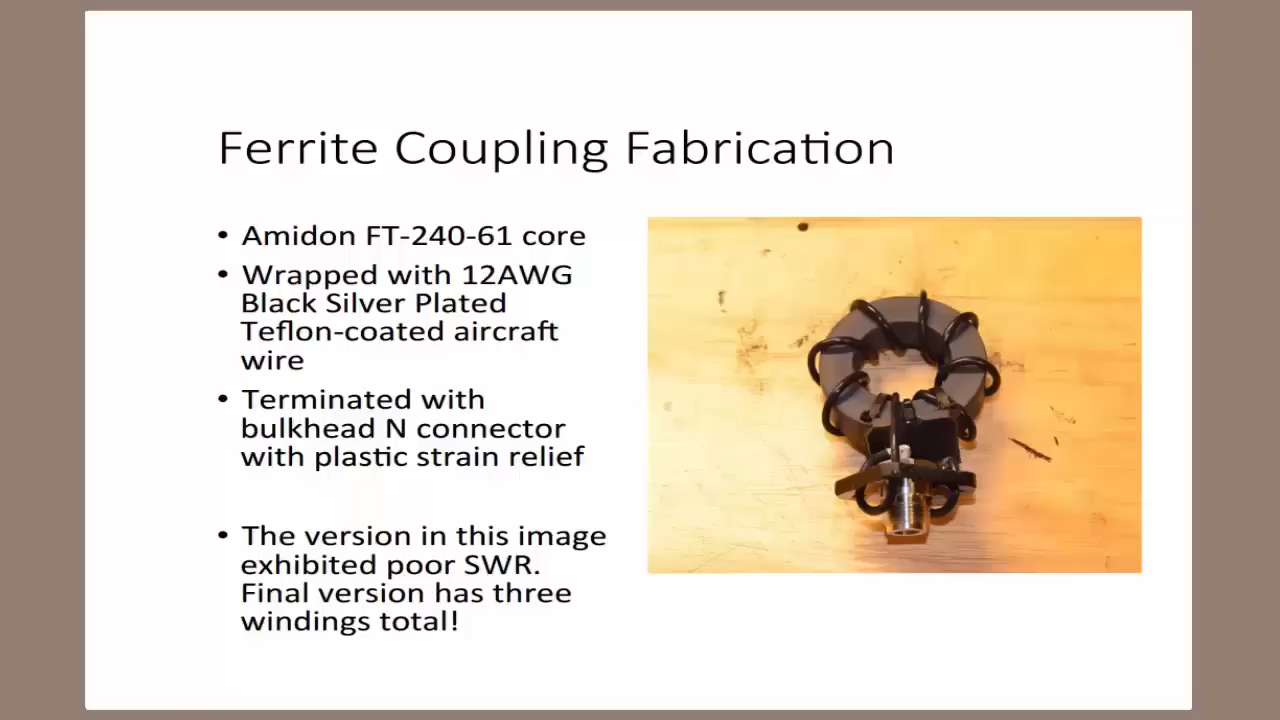 Ferrite Coupling Fabrication
• Amidon FT-240-61 core
• Wrapped with 12AWG
Black Silver Plated
Teflon-coated aircraft
wire
• Terminated with
bulkhead N connector
with plastic strain relief
• The version in this image
exhibited poor SWR.
Final version has three
windings total!